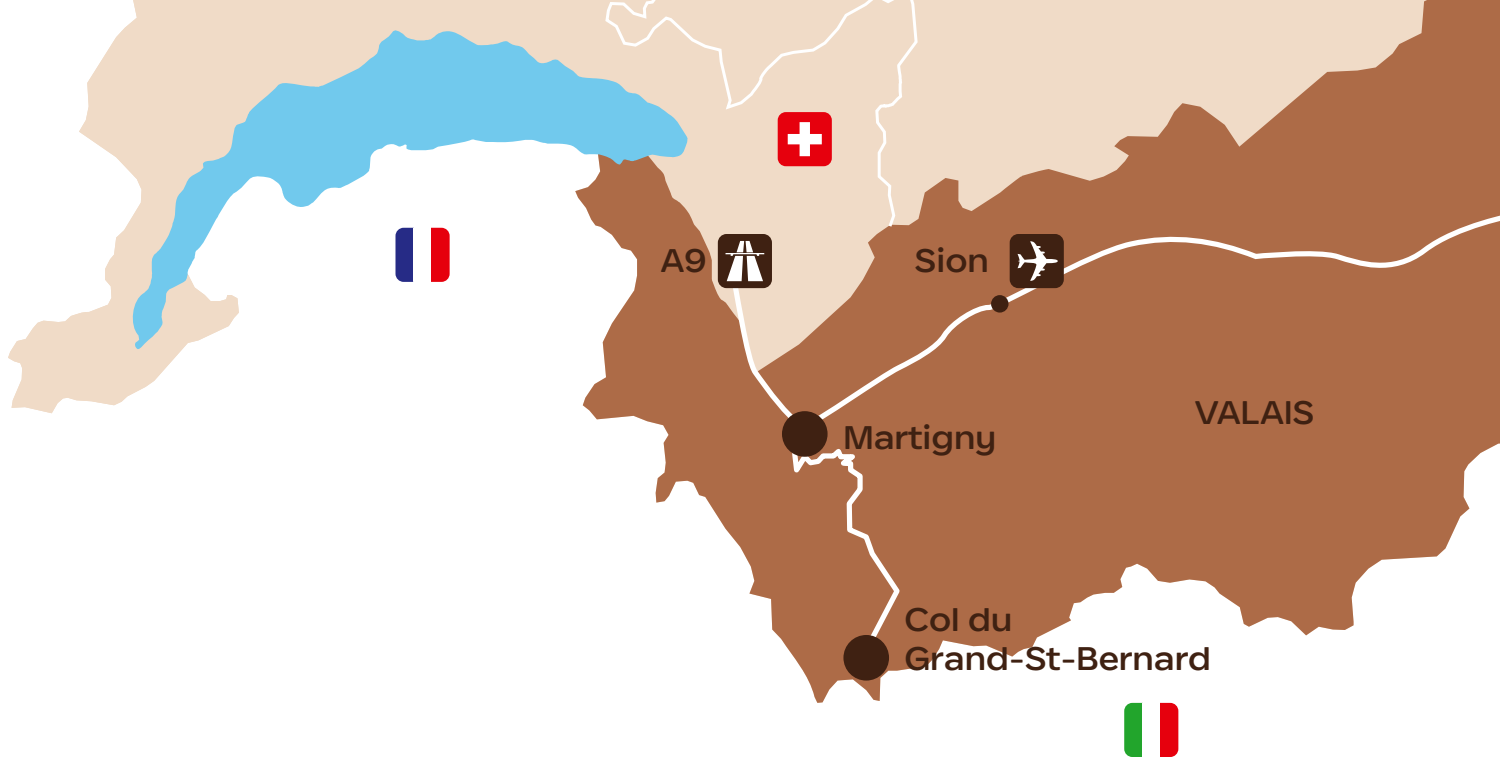 A9
Sion
VALAIS
Martigny
Col du
Grand-St-Bernard